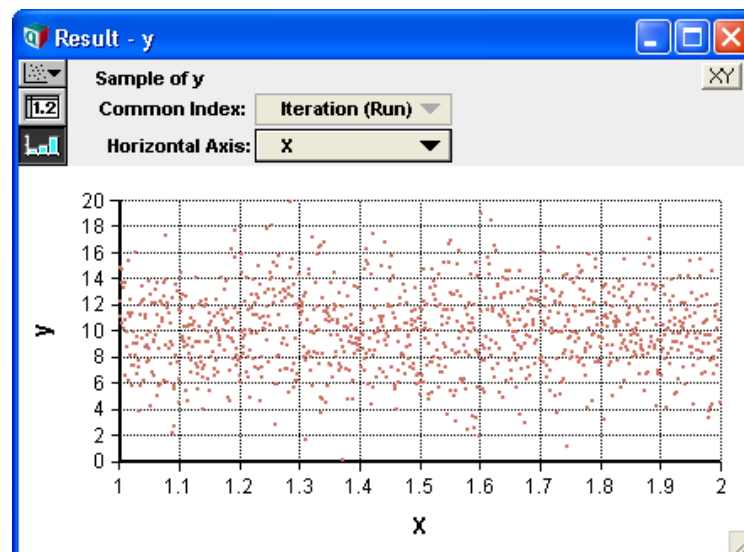 Result - y
Sample of y
XY
1.2
Common Index: Iteration (Run)
Horizontal Axis: X
20
18
16
14
12
10
8
6
4
2
0
y
1 1.1 1.2 1.3 1.4 1.5 1.6 1.7 1.8 1.9 2
X